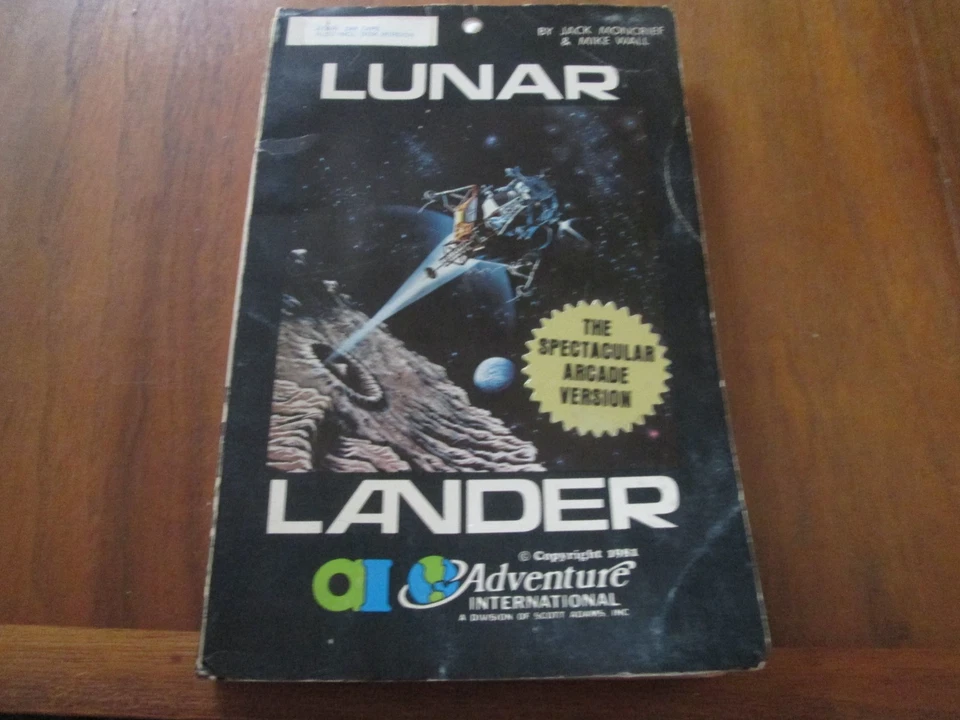 BY JACK MONCRIEF
& MIKE WALL
LUNAR
THE
SPECTACULAR
ARCADE
VERSION
LANDER
© Copyright 1981
ai Adventure
INTERNATIONAL
A DIVISION OF SCOTT ADAMS, INC